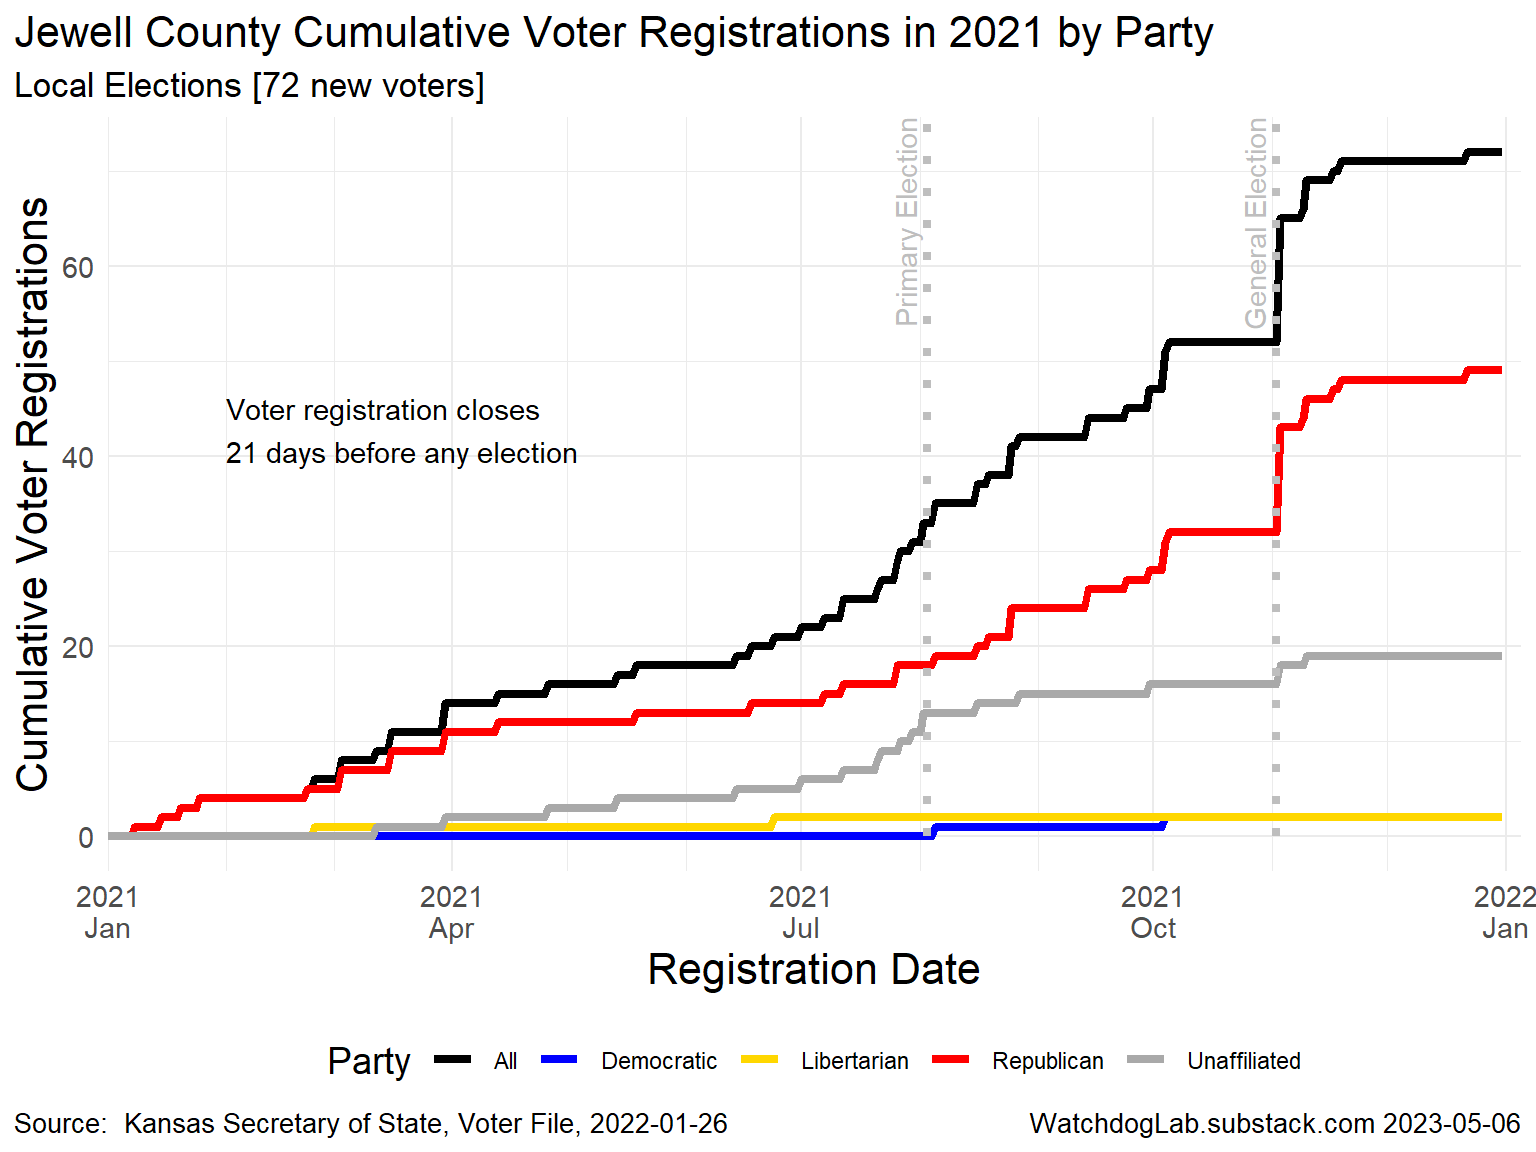 Jewell County Cumulative Voter Registrations in 2021 by Party
Local Elections [72 new voters]
Cumulative Voter Registrations
60
40
20
0
Primary Election
General Election
Voter registration closes
21 days before any election
2021 2021 2021 2021 2022
Jan Apr Jul Oct Jan
Registration Date
Party All Democratic Libertarian Republican Unaffiliated
Source:  Kansas Secretary of State, Voter File, 2022-01-26
WatchdogLab.substack.com 2023-05-06